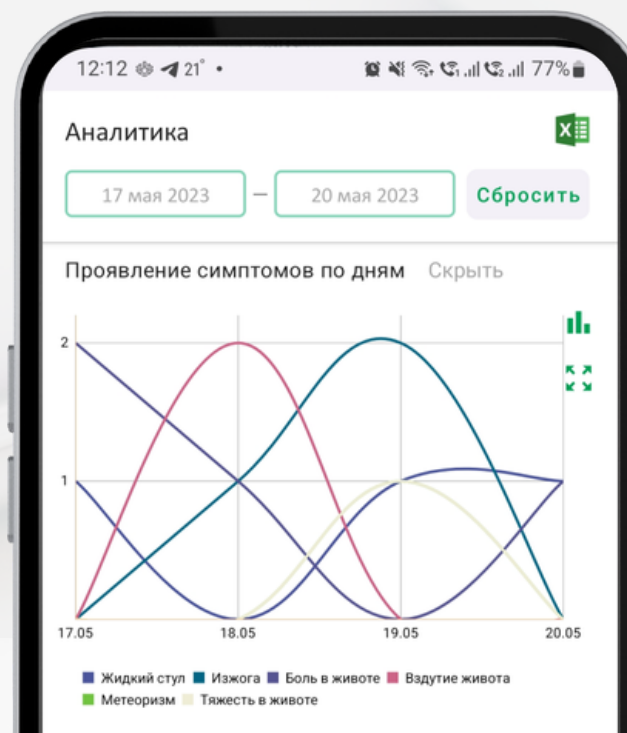 12:12 21° • 77%
Аналитика
17 мая 2023 — 20 мая 2023 Сбросить
Проявление симптомов по дням Скрыть
2
1
17.05 18.05 19.05 20.05
Жидкий стул Изжога Боль в животе Вздутие живота
Метеоризм Тяжесть в животе